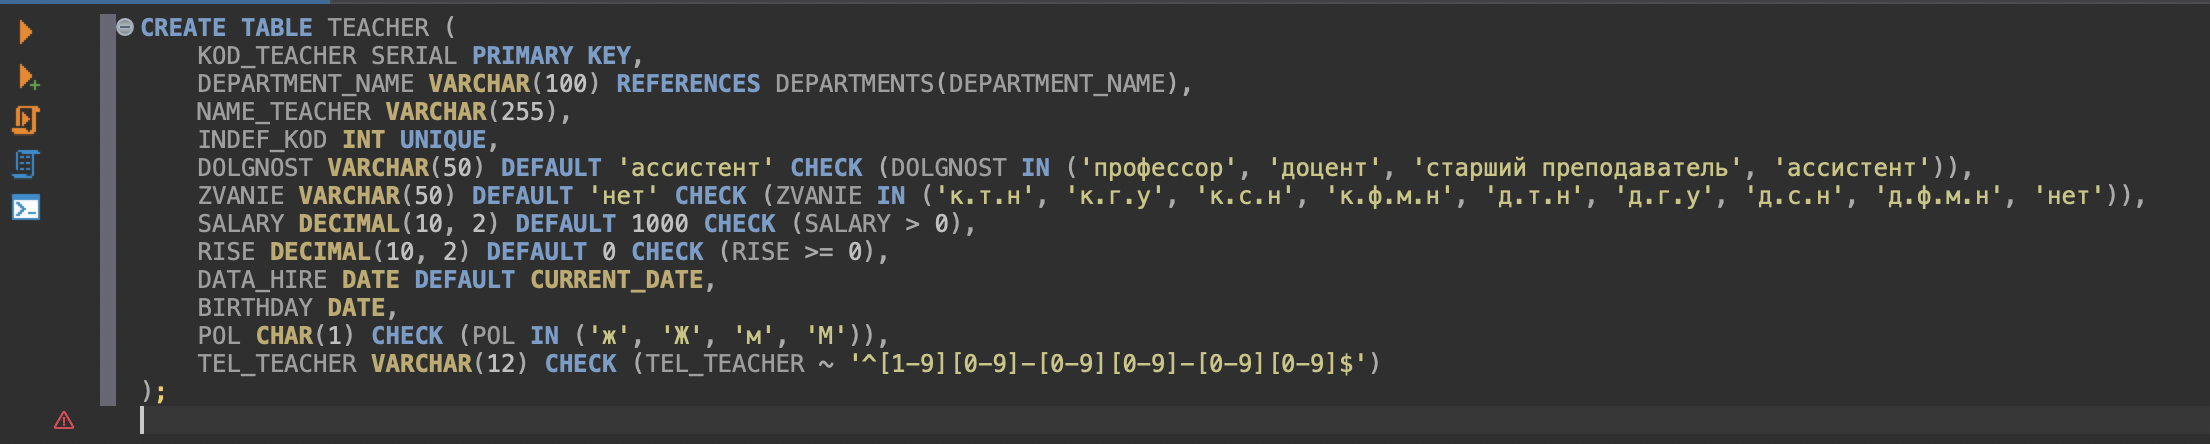 CREATE TABLE TEACHER (
KOD_TEACHER SERIAL PRIMARY KEY,
DEPARTMENT_NAME VARCHAR(100) REFERENCES DEPARTMENTS(DEPARTMENT_NAME),
NAME_TEACHER VARCHAR(255),
INDEF_KOD INT UNIQUE,
DOLGNOST VARCHAR(50) DEFAULT 'ассистент' CHECK (DOLGNOST IN ('профессор', 'доцент', 'старший преподаватель', 'ассистент')),
ZVANIE VARCHAR(50) DEFAULT 'нет' CHECK (ZVANIE IN ('к.т.н', 'к.г.у', 'к.с.н', 'к.ф.м.н', 'д.т.н', 'д.г.у', 'д.с.н', 'д.ф.м.н', 'нет')),
SALARY DECIMAL(10, 2) DEFAULT 1000 CHECK (SALARY > 0),
RISE DECIMAL(10, 2) DEFAULT 0 CHECK (RISE >= 0),
DATA_HIRE DATE DEFAULT CURRENT_DATE,
BIRTHDAY DATE,
POL CHAR(1) CHECK (POL IN ('ж', 'Ж', 'м', 'М')),
TEL_TEACHER VARCHAR(12) CHECK (TEL_TEACHER ~ '^[1-9][0-9]-[0-9][0-9]-[0-9][0-9]$')
);